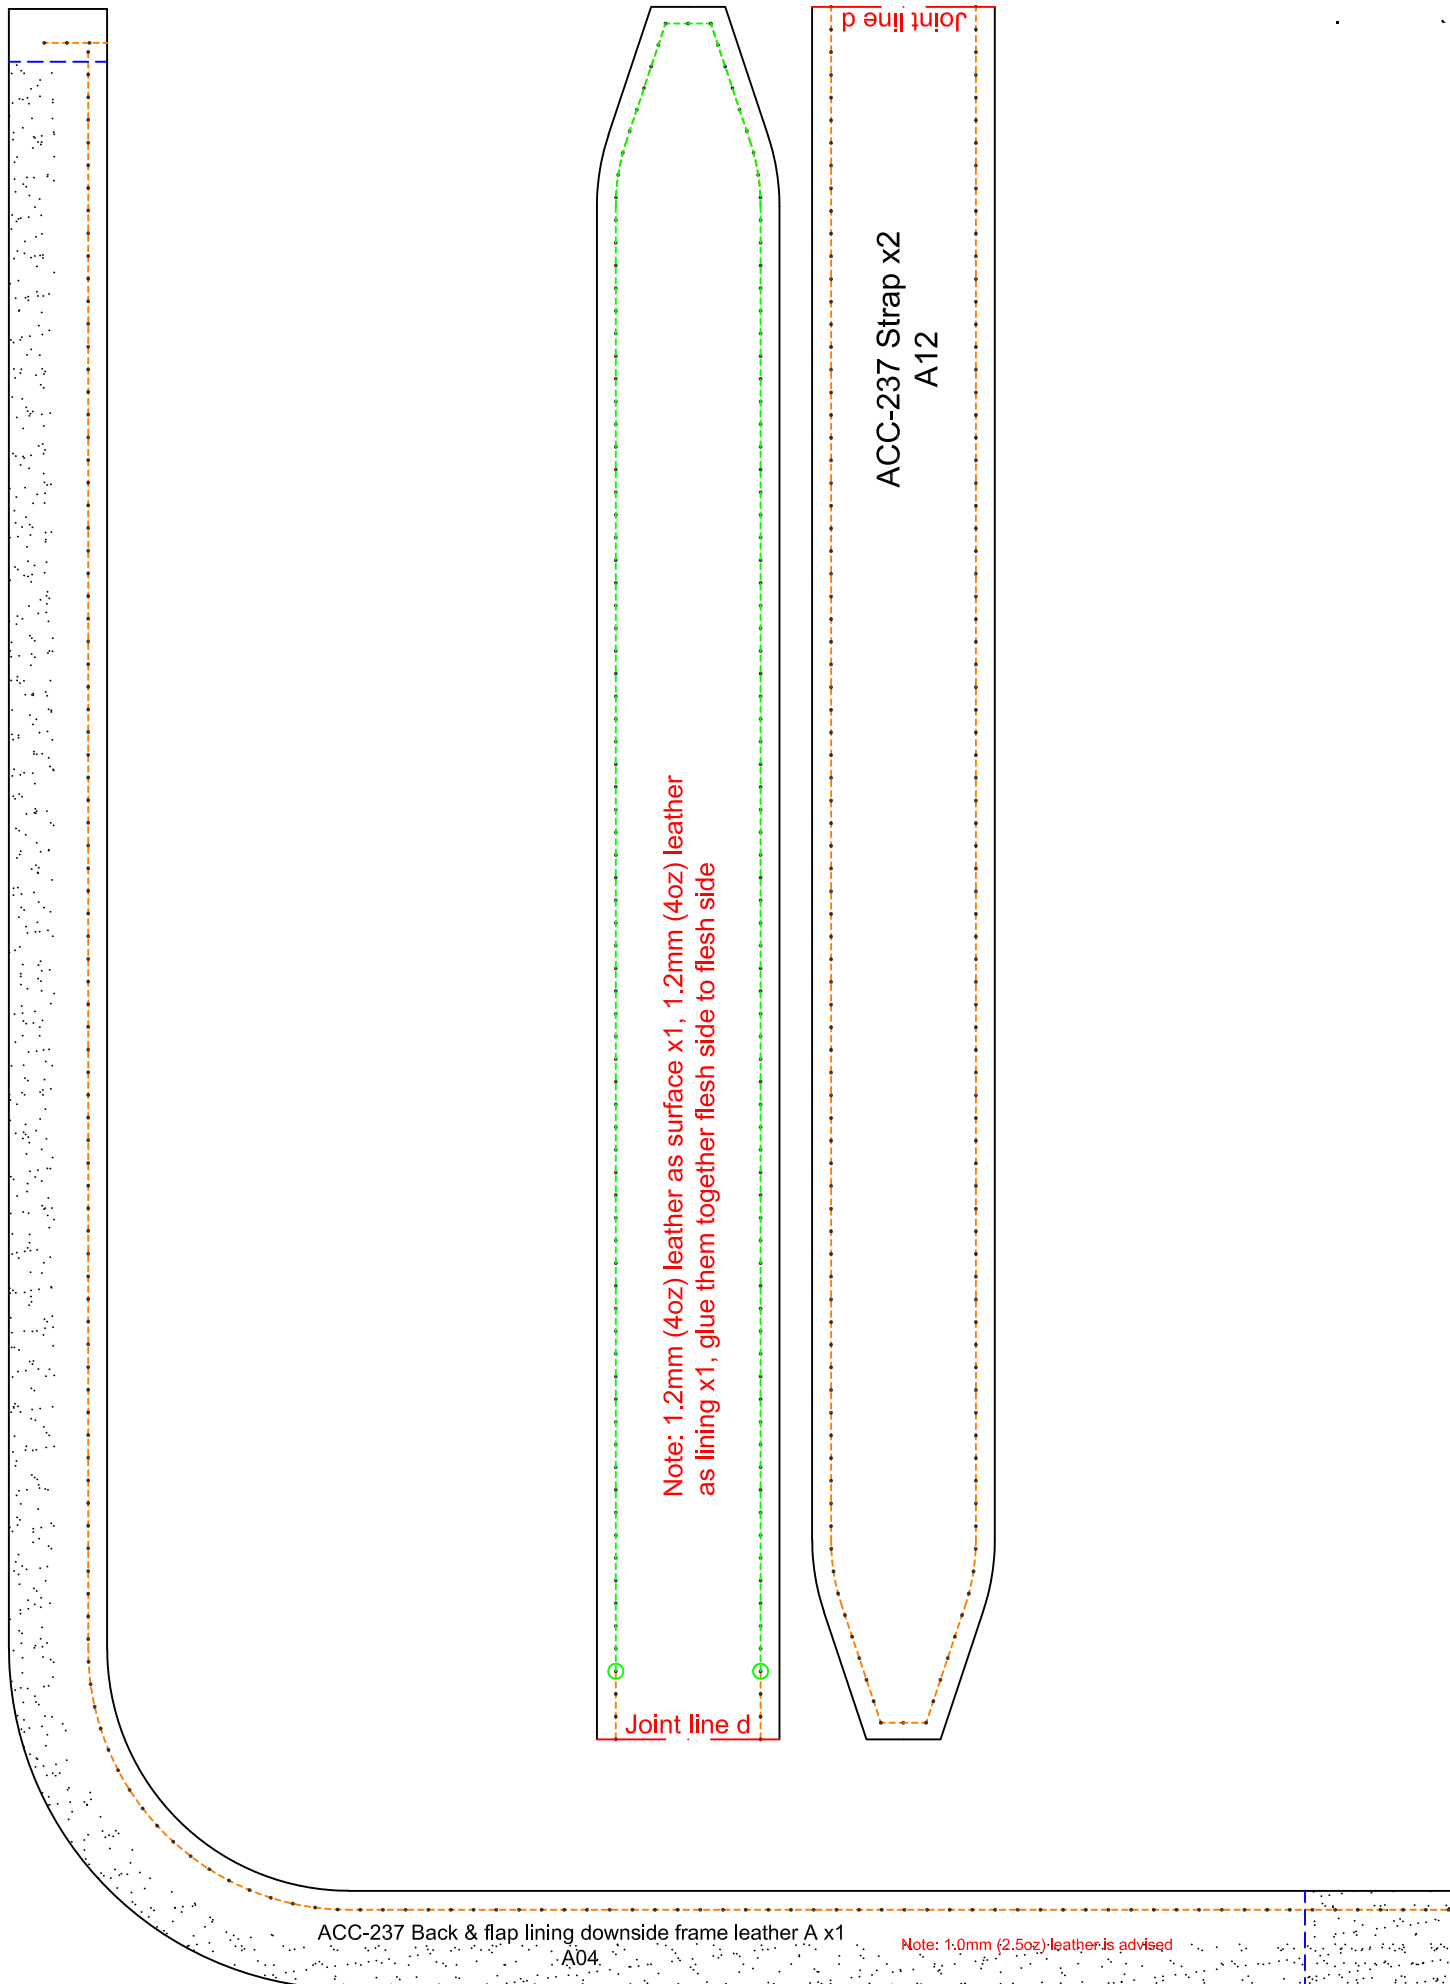 Joint line d
ACC-237 Strap x2
A12
Note: 1.2mm (4oz) leather as surface x1, 1.2mm (4oz) leather
as lining x1, glue them together flesh side to flesh side
Joint line d
ACC-237 Back & flap lining downside frame leather A x1
A04
Note: 1.0mm (2.5oz) leather is advised